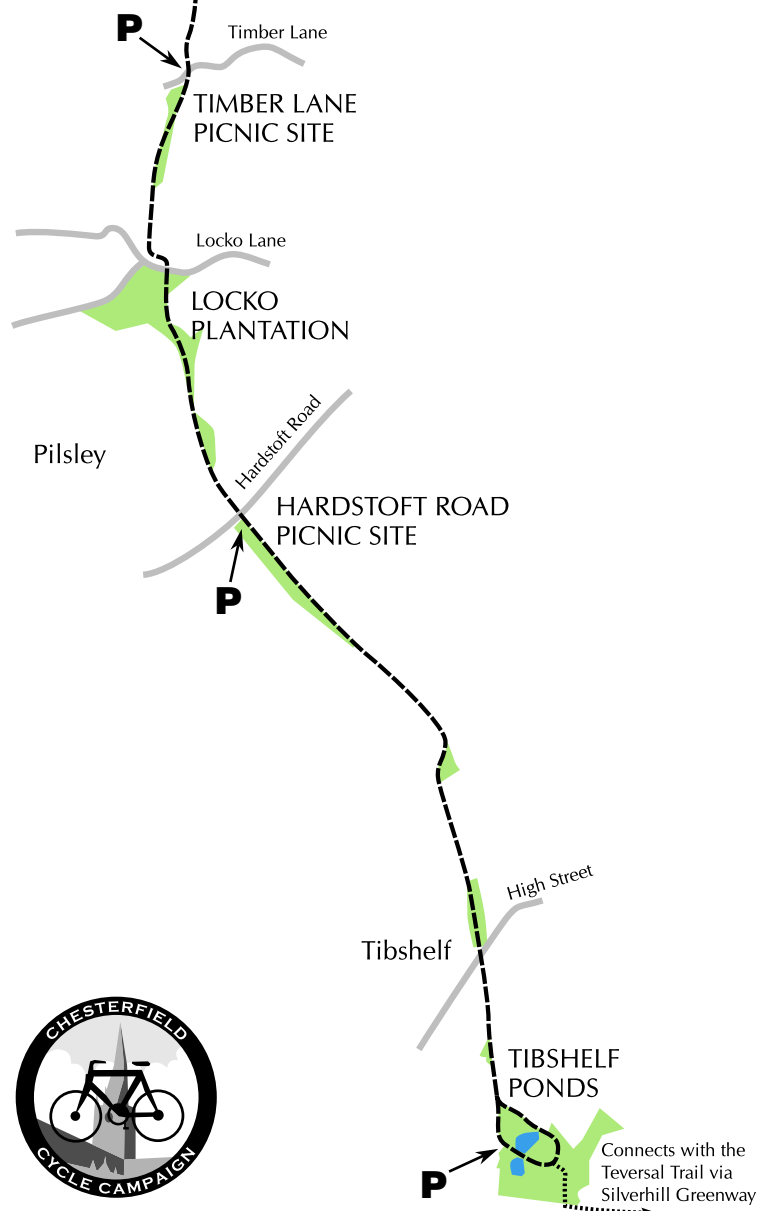 P
Timber Lane
TIMBER LANE
PICNIC SITE
Locko Lane
LOCKO
PLANTATION
Hardstoft Road
Pilsley
HARDSTOFT ROAD
PICNIC SITE
P
High Street
Tibshelf
CHESTERFIELD
CYCLE CAMPAIGN
TIBSHELF
PONDS
P
Connects with the
Teversal Trail via
Silverhill Greenway